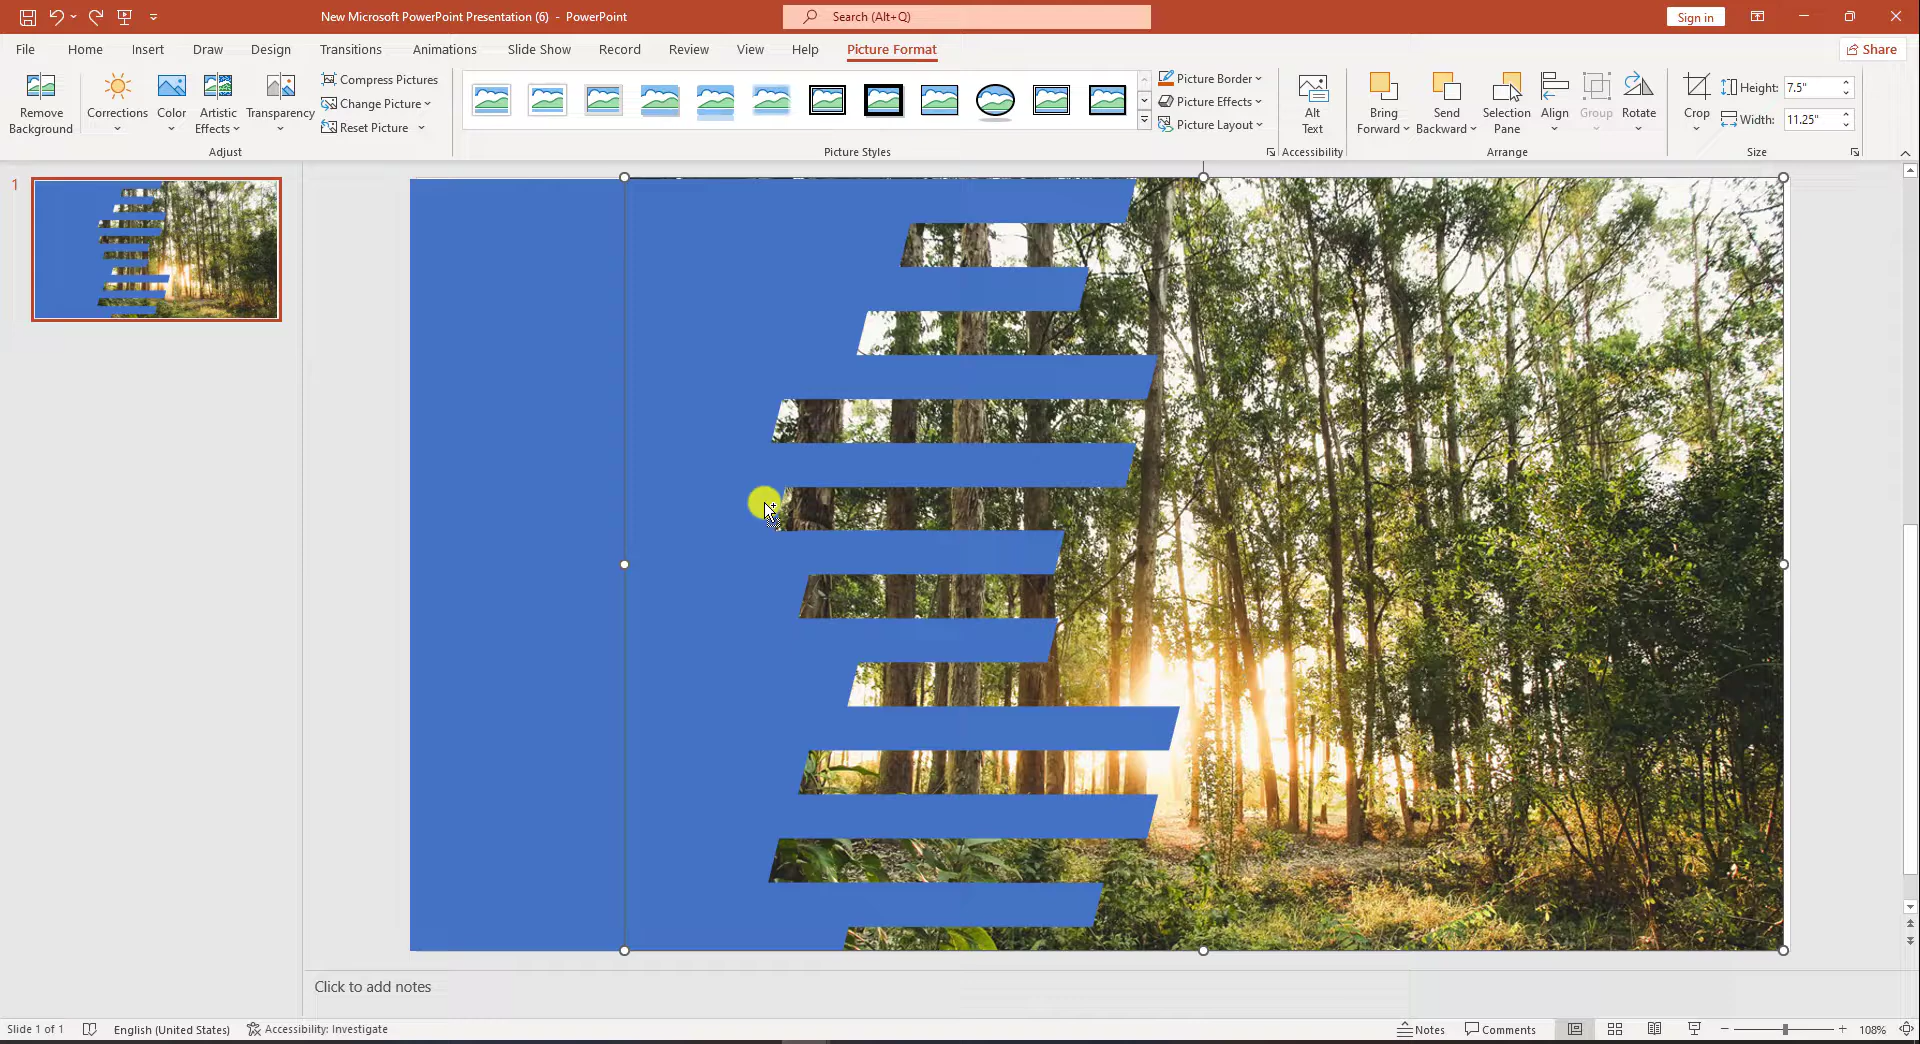 New Microsoft PowerPoint Presentation (6) - PowerPoint
Search (Alt+Q)
Sign in
File
Home
Insert
Draw
Design
Transitions
Animations
Slide Show
Record
Review
View
Help
Picture Format
Share
Remove
Background
Corrections
Color
Artistic
Effects
Transparency
Compress Pictures
Change Picture
Reset Picture
Adjust
Picture Styles
Picture Border
Picture Effects
Picture Layout
Alt
Text
Accessibility
Bring
Forward
Send
Backward
Selection
Pane
Align
Group
Rotate
Arrange
Crop
Height: 7.5"
Width: 11.25"
Size
1
Click to add notes
Slide 1 of 1
English (United States)
Accessibility: Investigate
Notes
Comments
108%